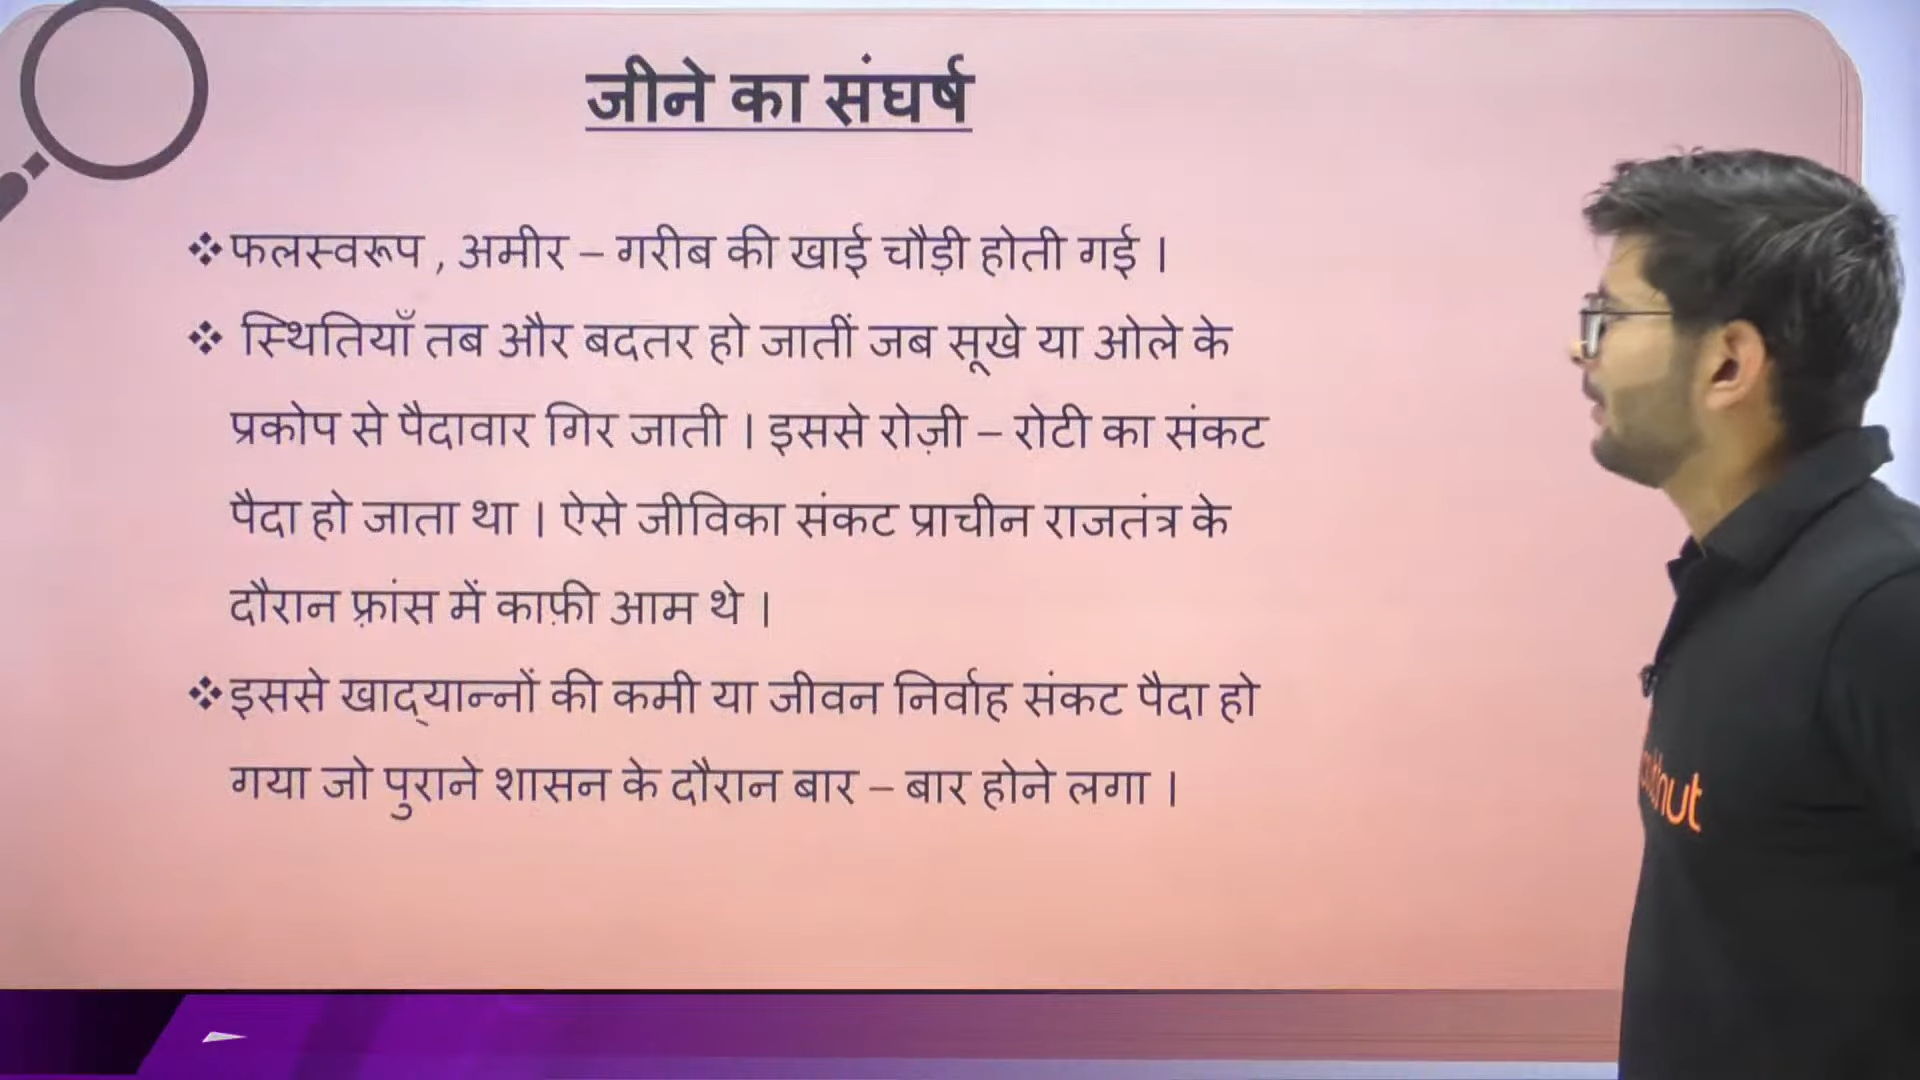 जीने का संघर्ष
❖फलस्वरूप , अमीर – गरीब की खाई चौड़ी होती गई ।
❖ स्थितियाँ तब और बदतर हो जातीं जब सूखे या ओले के
प्रकोप से पैदावार गिर जाती । इससे रोज़ी – रोटी का संकट
पैदा हो जाता था । ऐसे जीविका संकट प्राचीन राजतंत्र के
दौरान फ़्रांस में काफ़ी आम थे ।
❖इससे खाद्यान्नों की कमी या जीवन निर्वाह संकट पैदा हो
गया जो पुराने शासन के दौरान बार – बार होने लगा ।